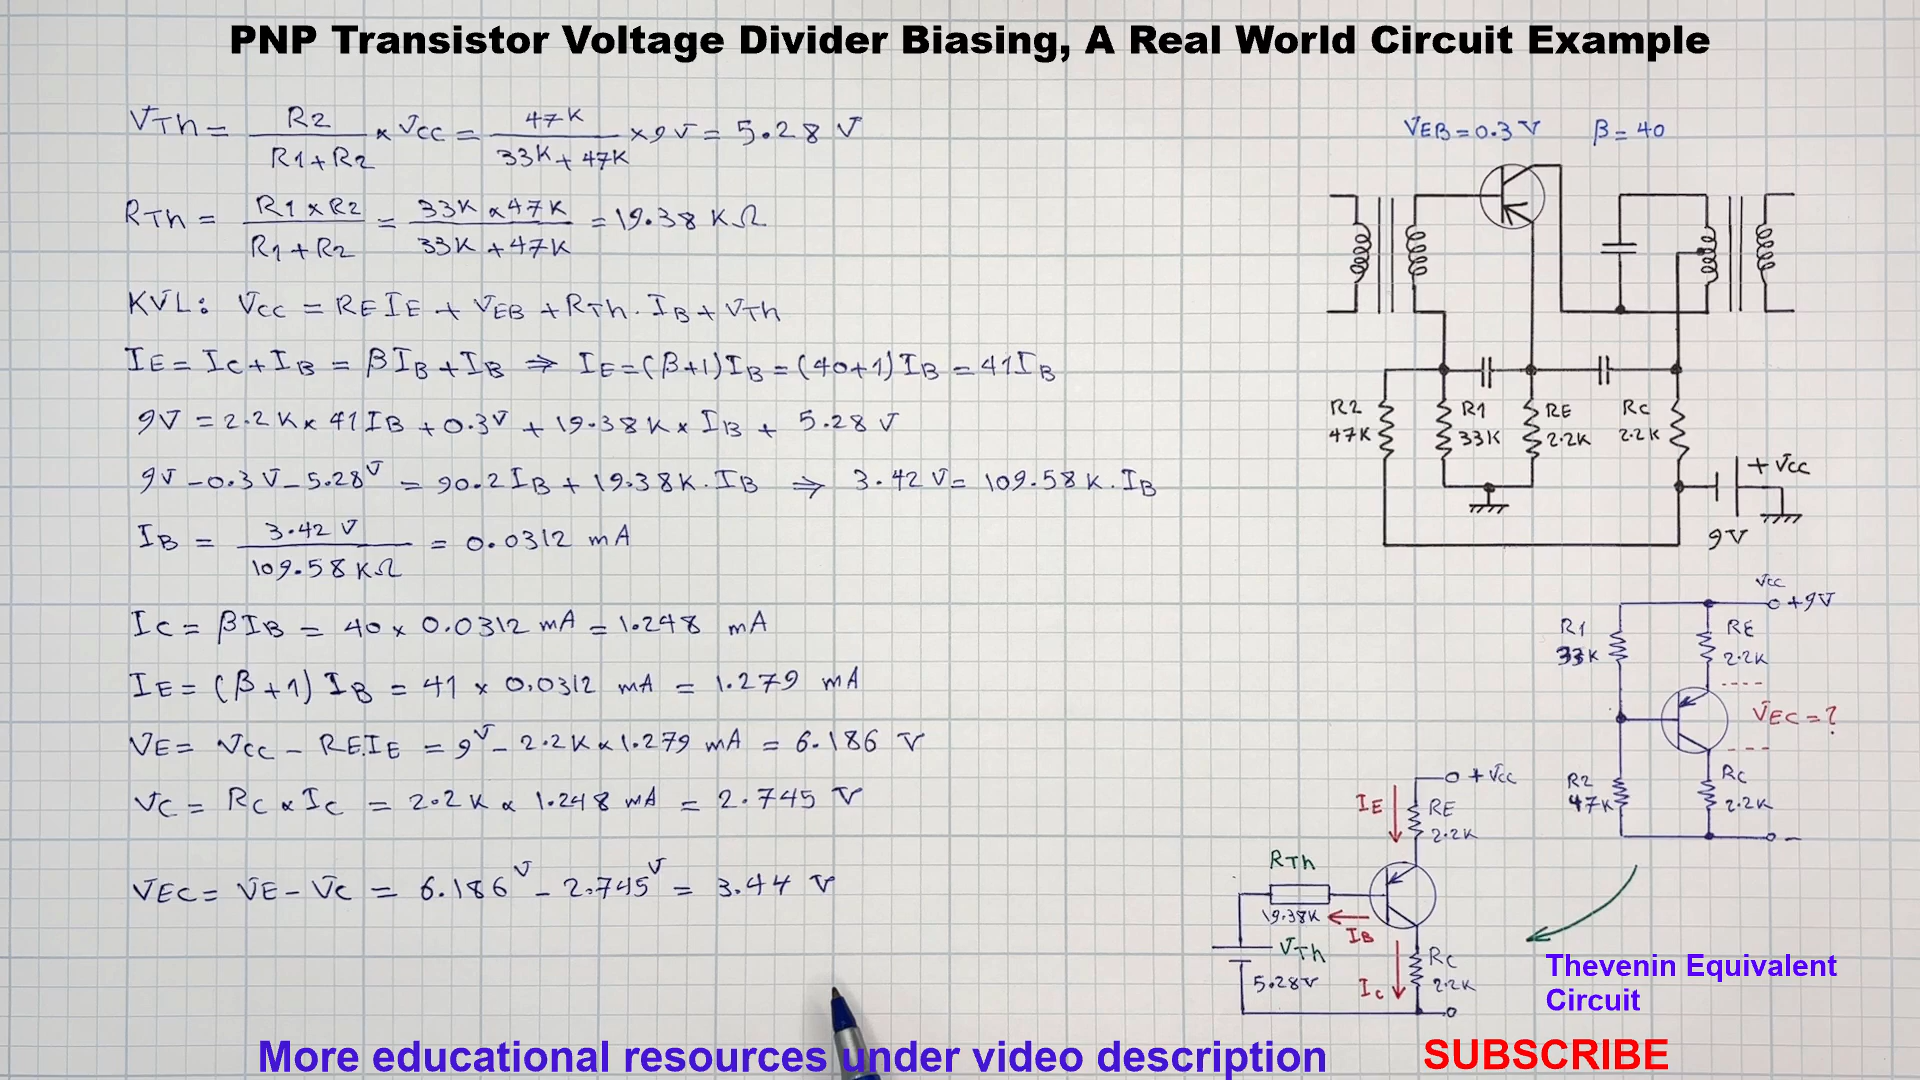 PNP Transistor Voltage Divider Biasing, A Real World Circuit Example
VTh = R2 / (R1 + R2) × VCC = 47K / (33K + 47K) × 9V = 5.28 V
RTh = (R1 × R2) / (R1 + R2) = (33K × 47K) / (33K + 47K) = 19.38 KΩ
KVL: VCC = RE IE + VEB + RTh . IB + VTh
IE = IC + IB = βIB + IB ⇒ IE = (β+1)IB = (40+1)IB = 41IB
9V = 2.2K × 41IB + 0.3V + 19.38K × IB + 5.28V
9V - 0.3V - 5.28V = 90.2IB + 19.38K . IB ⇒ 3.42V = 109.58K . IB
IB = 3.42V / 109.58KΩ = 0.0312 mA
IC = βIB = 40 × 0.0312 mA = 1.248 mA
IE = (β+1) IB = 41 × 0.0312 mA = 1.279 mA
VE = VCC - RE.IE = 9V - 2.2K × 1.279 mA = 6.186 V
VC = RC × IC = 2.2K × 1.248 mA = 2.745 V
VEC = VE - VC = 6.186V - 2.745V = 3.44 V
VEB = 0.3V β = 40
R2 R1 RE RC
47K 33K 2.2K 2.2K
+ VCC
9V
VCC
+9V
R1 RE
33K 2.2K
VEC = ?
R2 RC
47K 2.2K
-
+ VCC
IE RE
2.2K
RTh
19.38K
IB
VTh RC
5.28V IC 2.2K
Thevenin Equivalent
Circuit
More educational resources under video description
SUBSCRIBE